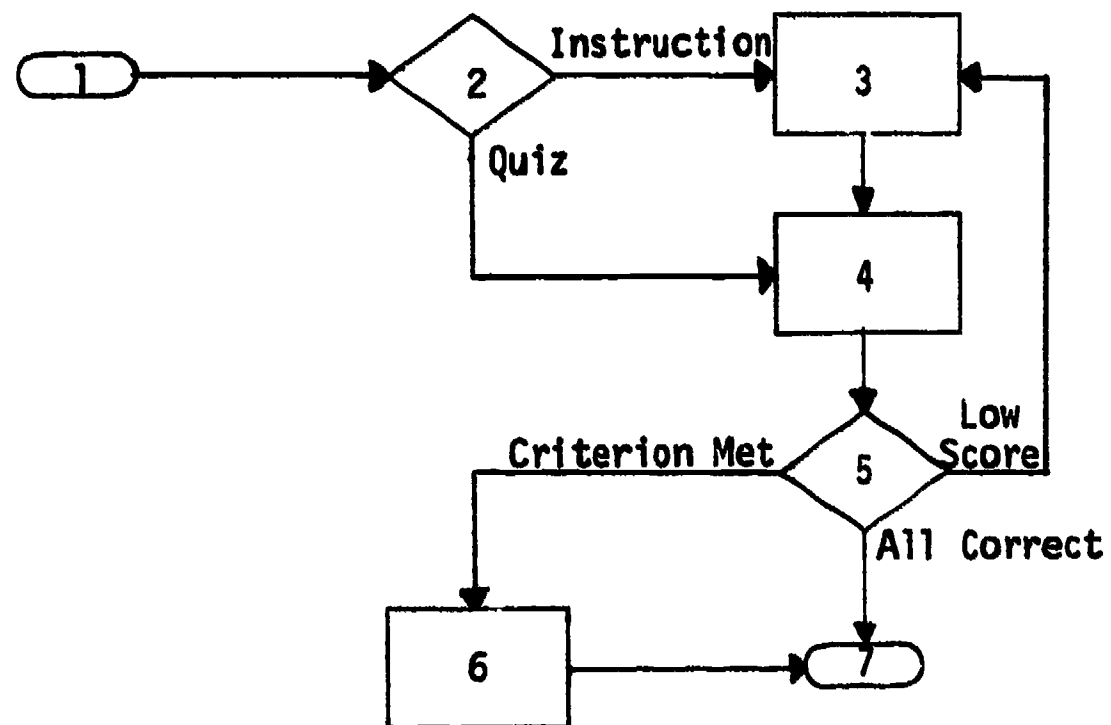 Instruction
1
2
3
Quiz
4
Low
Criterion Met
5
Score
All Correct
6
7